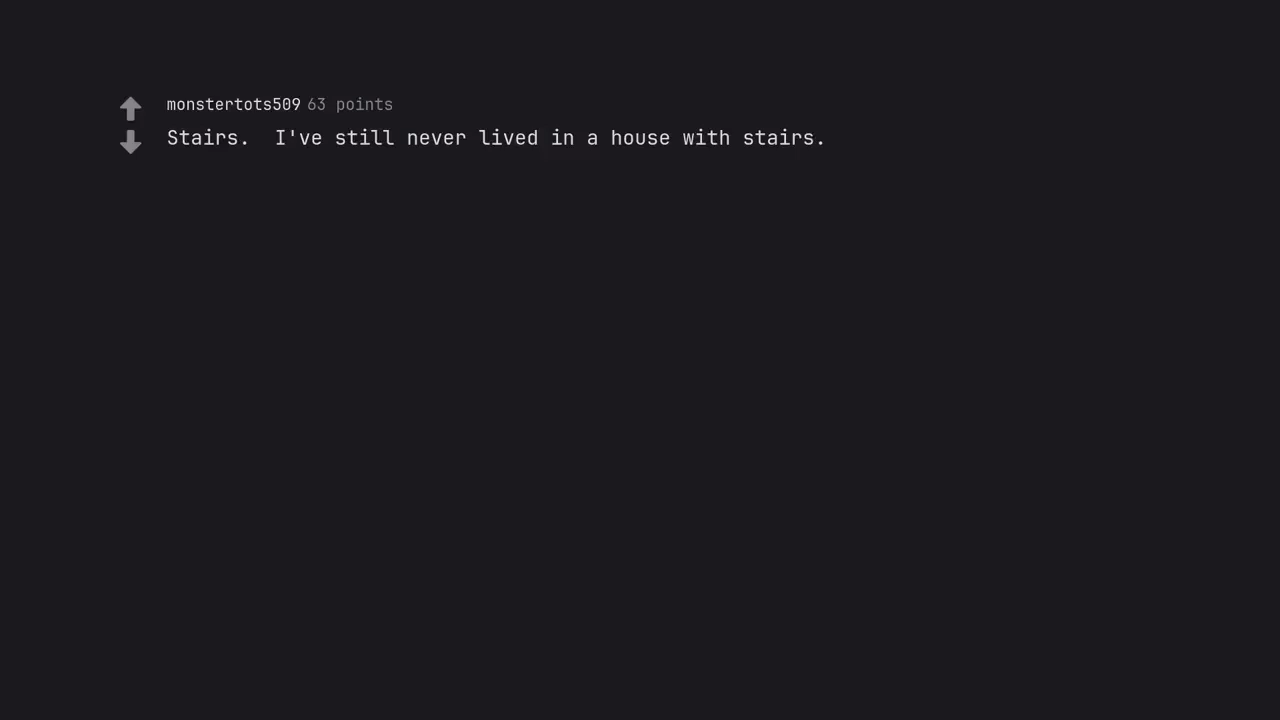 monstertots509 63 points
Stairs.  I've still never lived in a house with stairs.